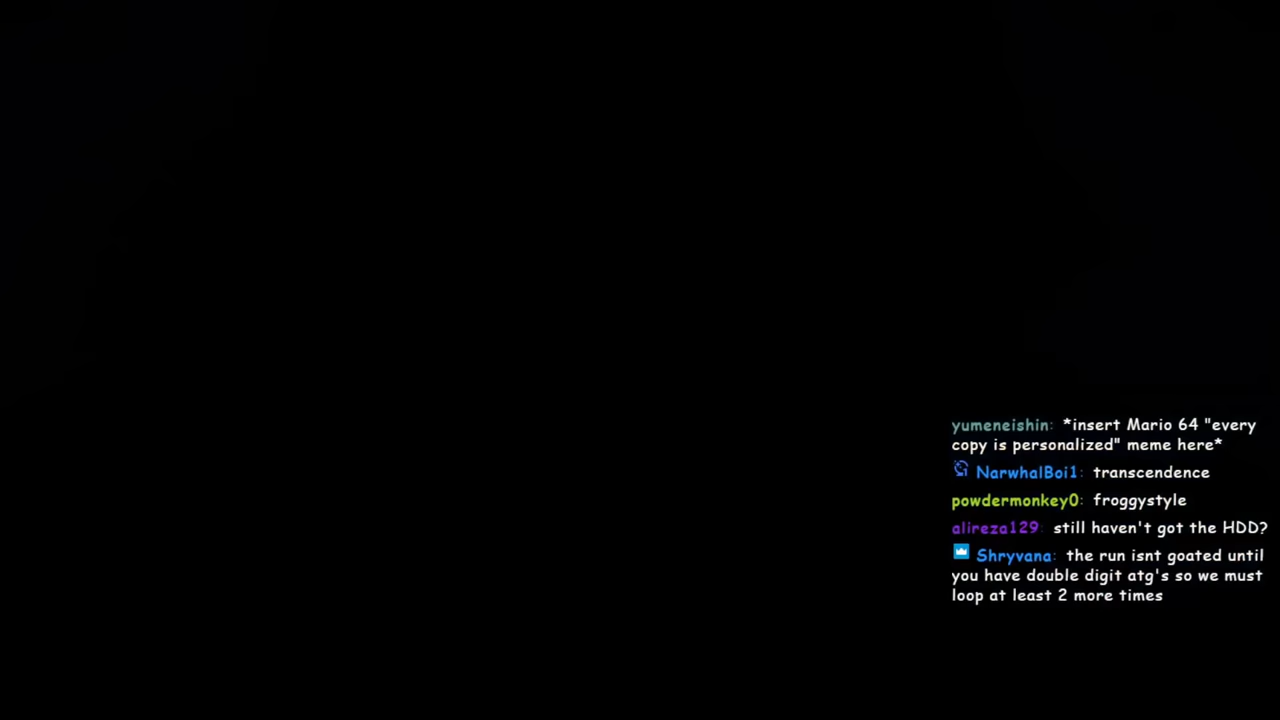 yumeneishin: *insert Mario 64 "every
copy is personalized" meme here*
NarwhalBoi1: transcendence
powdermonkey0: froggystyle
alireza129: still haven't got the HDD?
Shryvana: the run isnt goated until
you have double digit atg's so we must
loop at least 2 more times